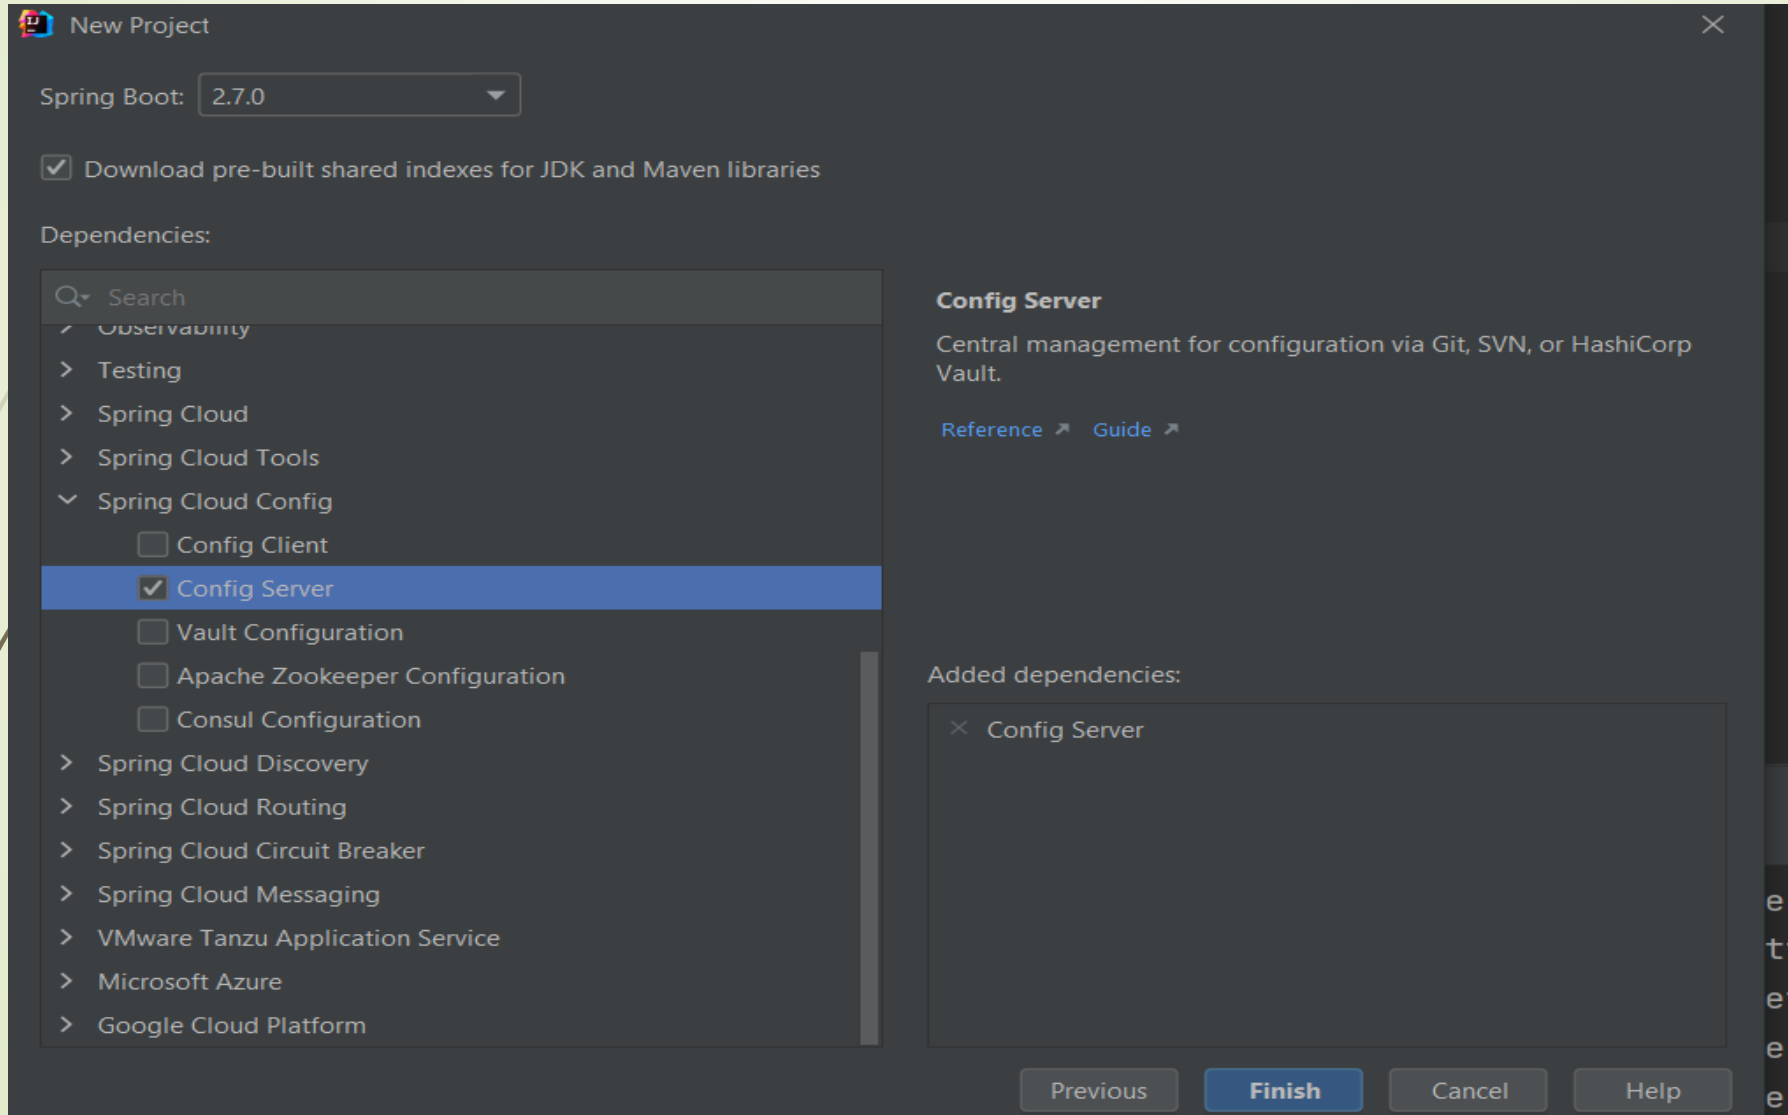 New Project
Spring Boot: 2.7.0
Download pre-built shared indexes for JDK and Maven libraries
Dependencies:
Search
Observability
Testing
Spring Cloud
Spring Cloud Tools
Spring Cloud Config
Config Client
Config Server
Vault Configuration
Apache Zookeeper Configuration
Consul Configuration
Spring Cloud Discovery
Spring Cloud Routing
Spring Cloud Circuit Breaker
Spring Cloud Messaging
VMware Tanzu Application Service
Microsoft Azure
Google Cloud Platform
Config Server
Central management for configuration via Git, SVN, or HashiCorp
Vault.
Reference Guide
Added dependencies:
Config Server
Previous Finish Cancel Help